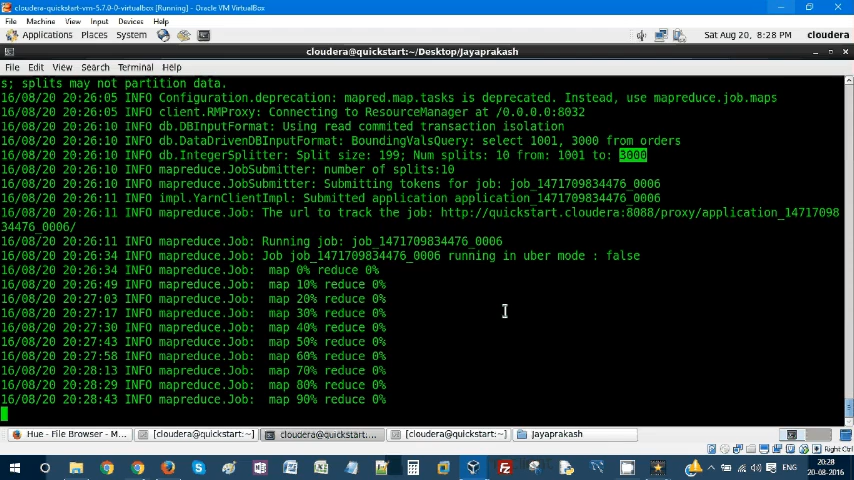 cloudera-quickstart-vm-5.7.0-0-virtualbox [Running] - Oracle VM VirtualBox
File Machine View Input Devices Help
Applications Places System Sat Aug 20, 8:28 PM cloudera
cloudera@quickstart:~/Desktop/Jayaprakash
File Edit View Search Terminal Help
s; splits may not partition data.
16/08/20 20:26:05 INFO Configuration.deprecation: mapred.map.tasks is deprecated. Instead, use mapreduce.job.maps
16/08/20 20:26:05 INFO client.RMProxy: Connecting to ResourceManager at /0.0.0.0:8032
16/08/20 20:26:10 INFO db.DBInputFormat: Using read commited transaction isolation
16/08/20 20:26:10 INFO db.DataDrivenDBInputFormat: BoundingValsQuery: select 1001, 3000 from orders
16/08/20 20:26:10 INFO db.IntegerSplitter: Split size: 199; Num splits: 10 from: 1001 to: 3000
16/08/20 20:26:10 INFO mapreduce.JobSubmitter: number of splits:10
16/08/20 20:26:10 INFO mapreduce.JobSubmitter: Submitting tokens for job: job_1471709834476_0006
16/08/20 20:26:11 INFO impl.YarnClientImpl: Submitted application application_1471709834476_0006
16/08/20 20:26:11 INFO mapreduce.Job: The url to track the job: http://quickstart.cloudera:8088/proxy/application_14717098
34476_0006/
16/08/20 20:26:11 INFO mapreduce.Job: Running job: job_1471709834476_0006
16/08/20 20:26:34 INFO mapreduce.Job: Job job_1471709834476_0006 running in uber mode : false
16/08/20 20:26:34 INFO mapreduce.Job: map 0% reduce 0%
16/08/20 20:26:49 INFO mapreduce.Job: map 10% reduce 0%
16/08/20 20:27:03 INFO mapreduce.Job: map 20% reduce 0%
16/08/20 20:27:17 INFO mapreduce.Job: map 30% reduce 0%
16/08/20 20:27:30 INFO mapreduce.Job: map 40% reduce 0%
16/08/20 20:27:43 INFO mapreduce.Job: map 50% reduce 0%
16/08/20 20:27:58 INFO mapreduce.Job: map 60% reduce 0%
16/08/20 20:28:13 INFO mapreduce.Job: map 70% reduce 0%
16/08/20 20:28:29 INFO mapreduce.Job: map 80% reduce 0%
16/08/20 20:28:43 INFO mapreduce.Job: map 90% reduce 0%
Hue - File Browser - M... [cloudera@quickstart:~] cloudera@quickstart:~... [cloudera@quickstart:~] Jayaprakash
Right Ctrl
ENG 20:28
20-08-2016